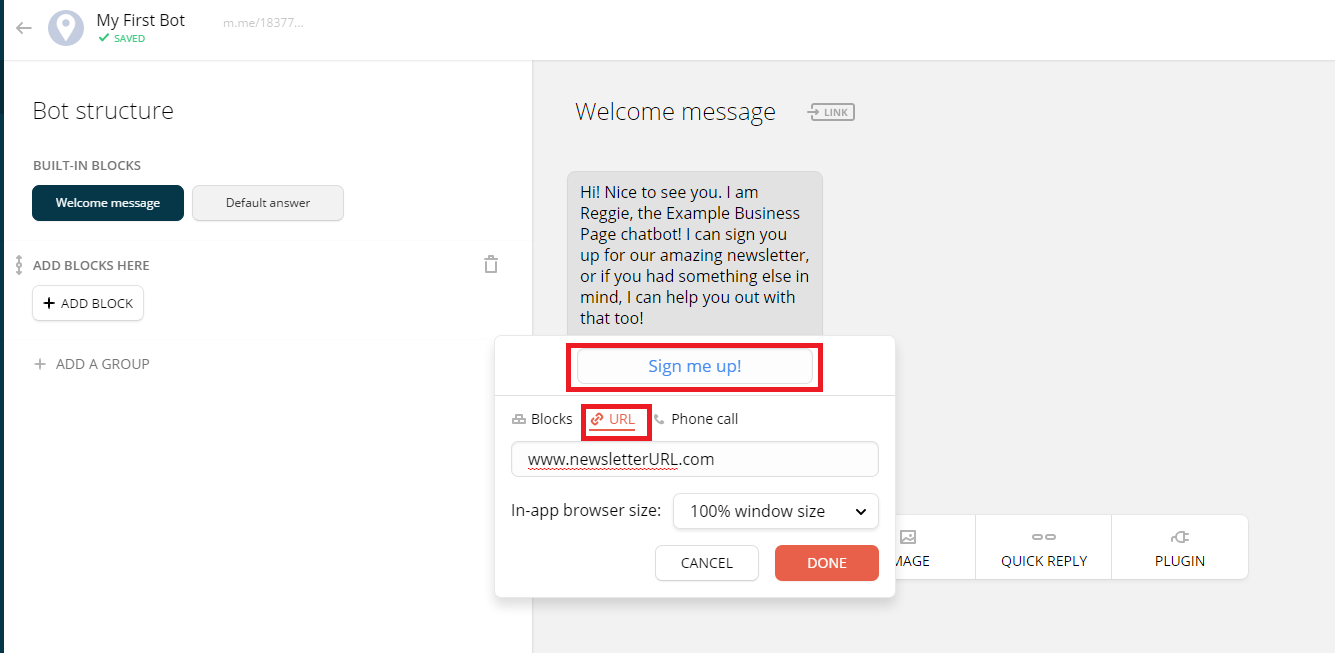 My First Bot
m.me/18377...
SAVED
Bot structure
BUILT-IN BLOCKS
Welcome message
Default answer
ADD BLOCKS HERE
+ ADD BLOCK
+ ADD A GROUP
Welcome message
LINK
Hi! Nice to see you. I am
Reggie, the Example Business
Page chatbot! I can sign you
up for our amazing newsletter,
or if you had something else in
mind, I can help you out with
that too!
Sign me up!
Blocks
URL
Phone call
www.newsletterURL.com
In-app browser size:
100% window size
CANCEL
DONE
MAGE
QUICK REPLY
PLUGIN